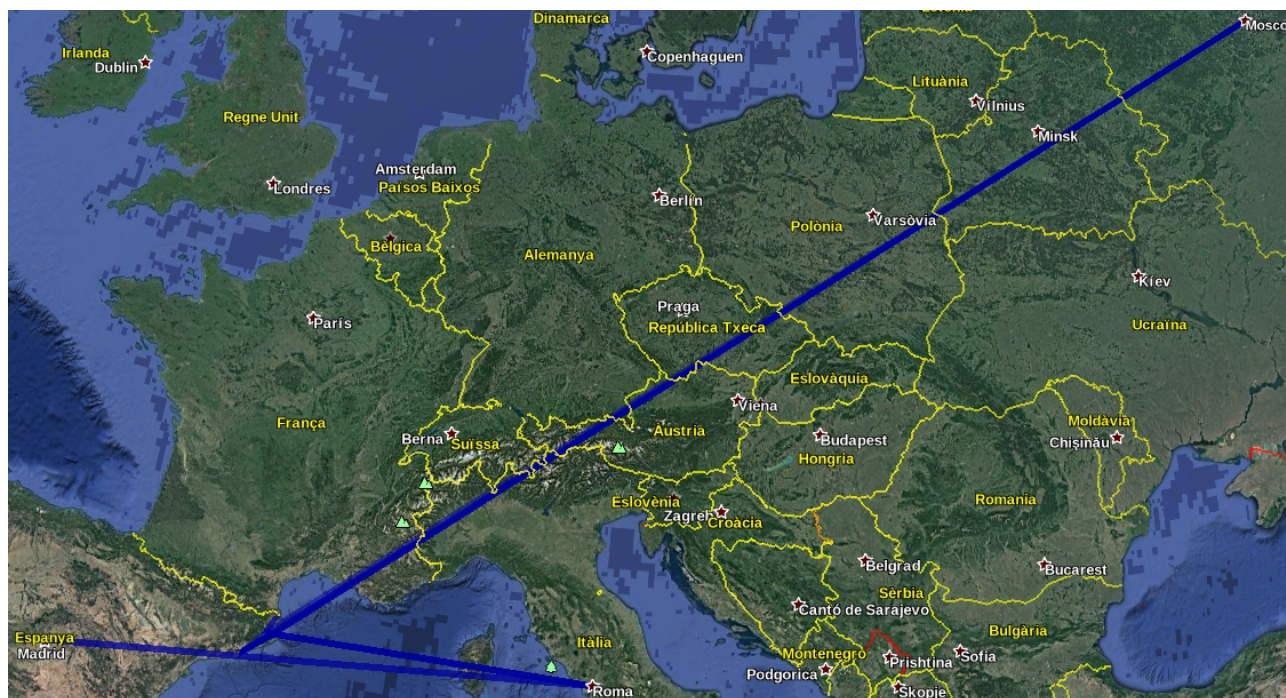 Dinamarca
Estònia
Moscou
Irlanda
Dublin
Copenhaguen
Lituània
Vílnius
Regne Unit
Minsk
Amsterdam
Països Baixos
Londres
Berlín
Varsòvia
Polònia
Bèlgica
Alemanya
Kíev
Praga
República Txeca
París
Ucraïna
Eslovàquia
Viena
França
Berna
Suïssa
Àustria
Budapest
Hongria
Moldàvia
Chișinău
Eslovènia
Zagreb
Croàcia
Romania
Belgrad
Bucarest
Sèrbia
Cantó de Sarajevo
Bulgària
Espanya
Madrid
Itàlia
Montenegro
Prishtina
Sofia
Podgorica
Roma
Skopje